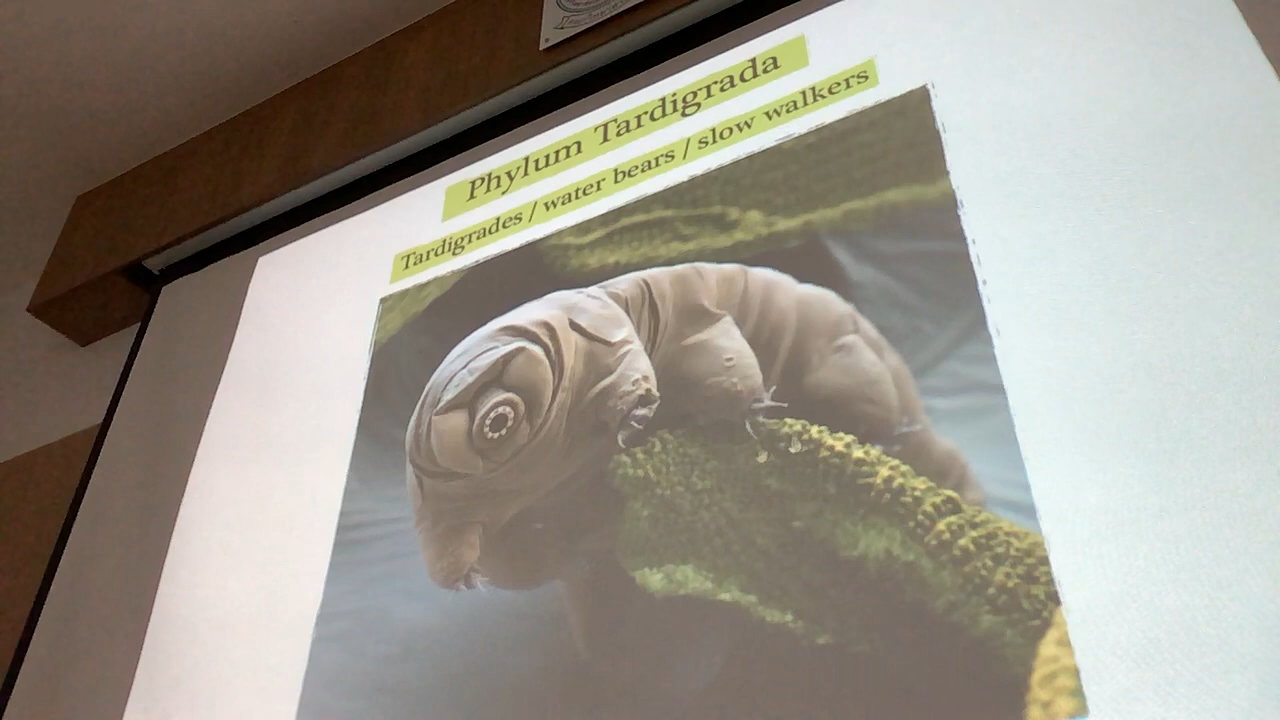 Phylum Tardigrada
Tardigrades / water bears / slow walkers